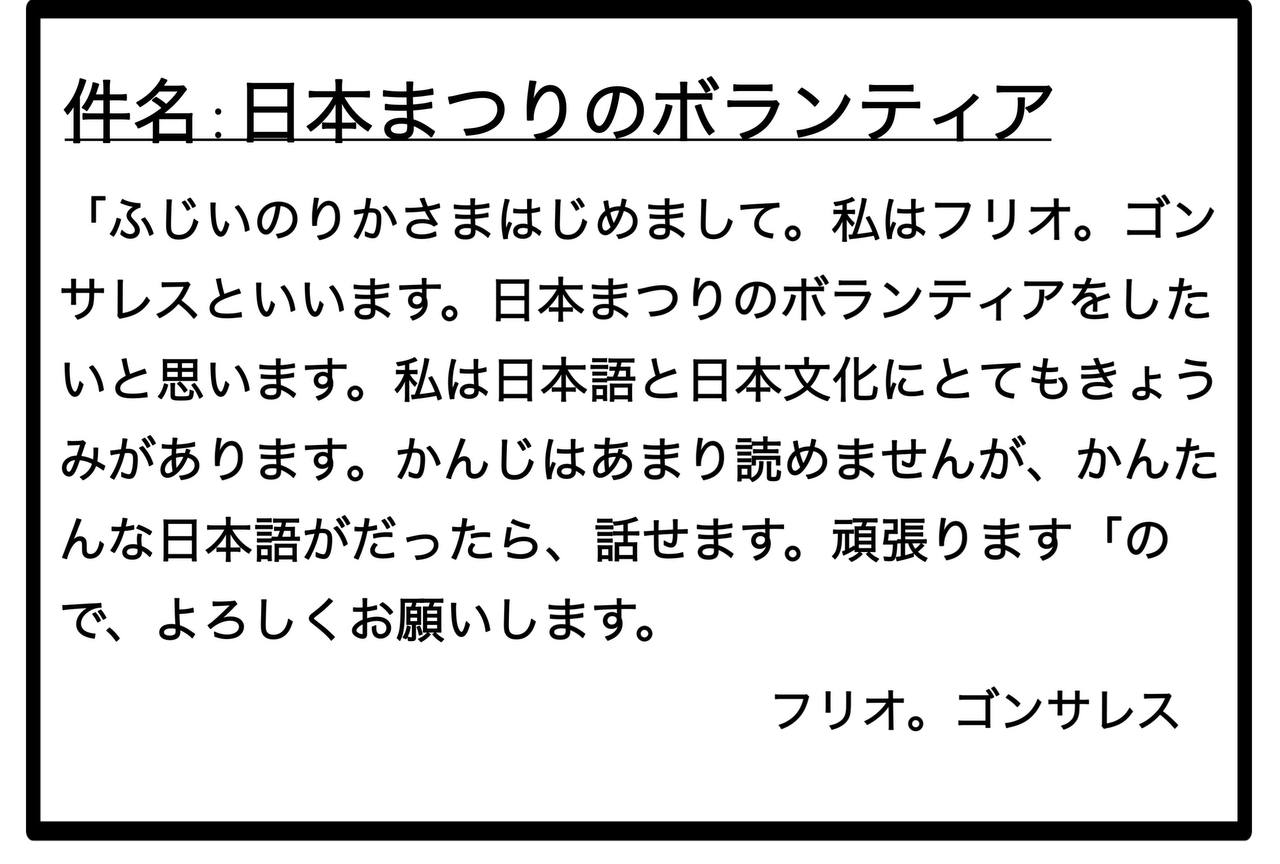 件名:日本まつりのボランティア
「ふじいのりかさまはじめまして。私はフリオ。ゴン
サレスといいます。日本まつりのボランティアをした
いと思います。私は日本語と日本文化にとてもきょう
みがあります。かんじはあまり読めませんが、かんた
んな日本語がだったら、話せます。頑張ります「の
で、よろしくお願いします。
フリオ。ゴンサレス